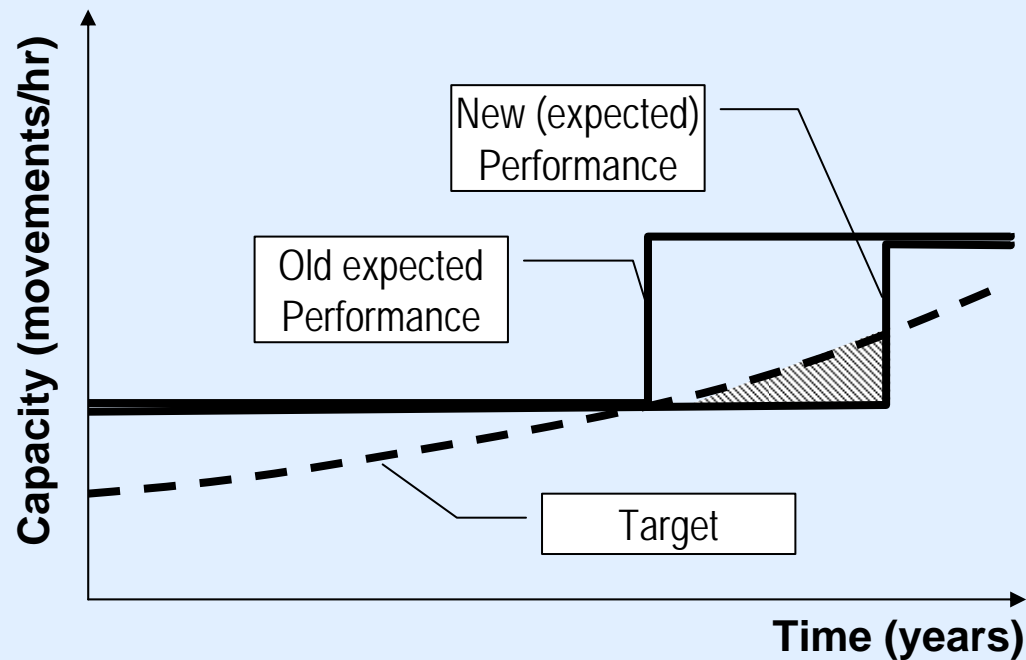 Capacity (movements/hr)
New (expected)
Performance
Old expected
Performance
Target
Time (years)